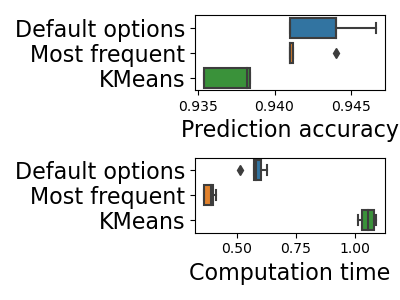 Default options
Most frequent
KMeans
0.935 0.940 0.945
Prediction accuracy
Default options
Most frequent
KMeans
0.50 0.75 1.00
Computation time